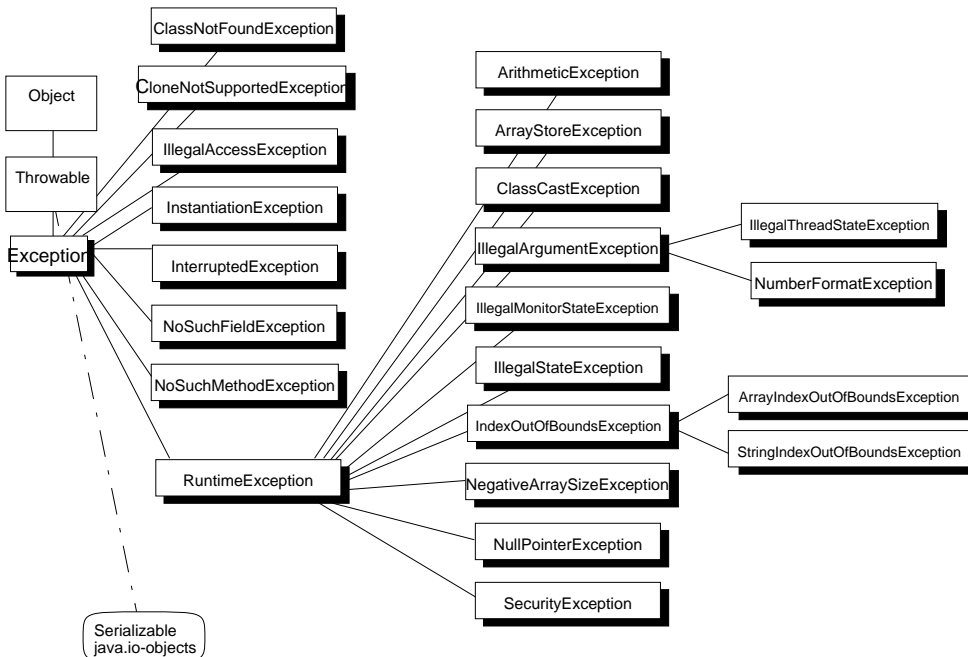 Object
Throwable
Exception
ClassNotFoundException
CloneNotSupportedException
IllegalAccessException
InstantiationException
InterruptedException
NoSuchFieldException
NoSuchMethodException
RuntimeException
Serializable
java.io-objects
ArithmeticException
ArrayStoreException
ClassCastException
IllegalArgumentException
IllegalMonitorStateException
IllegalStateException
IndexOutOfBoundsException
NegativeArraySizeException
NullPointerException
SecurityException
IllegalThreadStateException
NumberFormatException
ArrayIndexOutOfBoundsException
StringIndexOutOfBoundsException